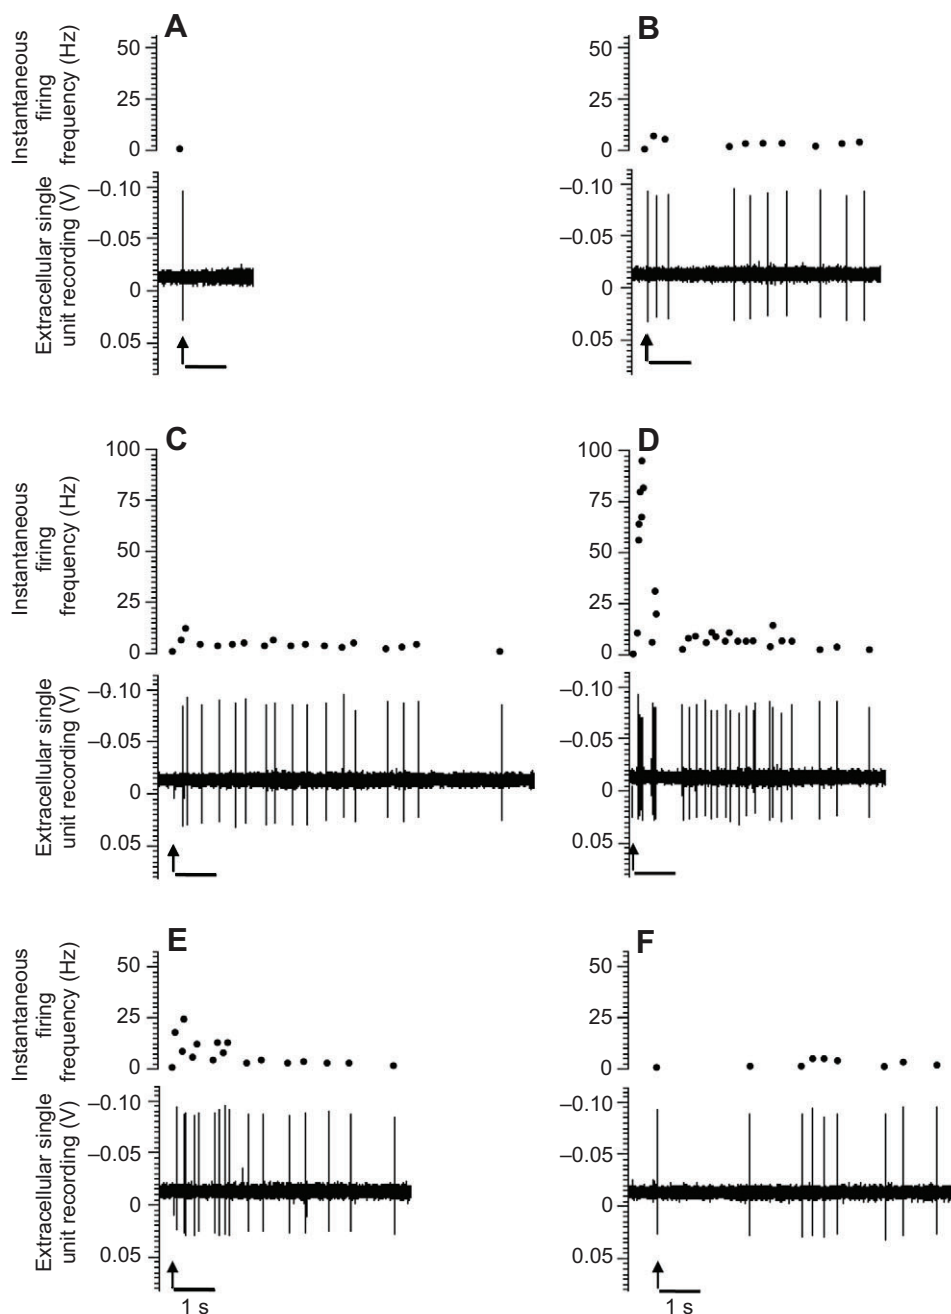 A
B
Instantaneous
firing
frequency (Hz)
50
25
0
50
25
0
Extracellular single
unit recording (V)
–0.10
–0.05
0
0.05
–0.10
–0.05
0
0.05
C
D
Instantaneous
firing
frequency (Hz)
100
75
50
25
0
100
75
50
25
0
Extracellular single
unit recording (V)
–0.10
–0.05
0
0.05
–0.10
–0.05
0
0.05
E
F
Instantaneous
firing
frequency (Hz)
50
25
0
50
25
0
Extracellular single
unit recording (V)
–0.10
–0.05
0
0.05
–0.10
–0.05
0
0.05
1 s
1 s